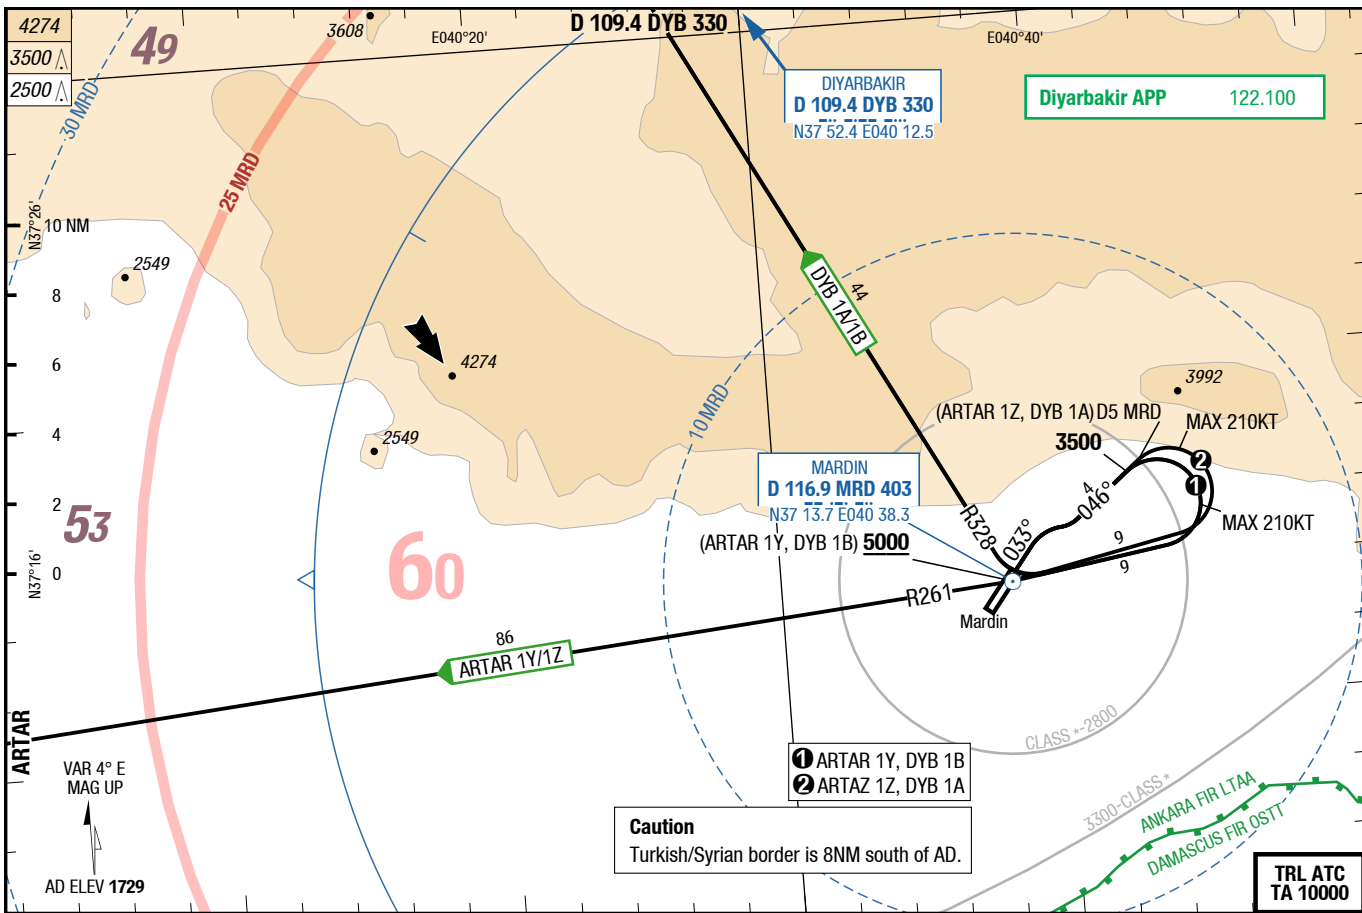 4274
3500
2500
49
3608
E040°20'
D 109.4 DYB 330
E040°40'
30 MRD
25 MRD
DIYARBAKIR
D 109.4 DYB 330
N37 52.4 E040 12.5
Diyarbakir APP 122.100
N37°26'
10 NM
8
6
4
2
0
N37°16'
2549
4274
2549
DYB 1A/1B
44
10 MRD
3992
(ARTAR 1Z, DYB 1A) D5 MRD
3500
MAX 210KT
2
1
MAX 210KT
MARDIN
D 116.9 MRD 403
N37 13.7 E040 38.3
(ARTAR 1Y, DYB 1B) 5000
R328
033°
046°
4
9
9
53
60
R261
Mardin
86
ARTAR 1Y/1Z
ARTAR
CLASS *-2800
3300-CLASS *
1 ARTAR 1Y, DYB 1B
2 ARTAZ 1Z, DYB 1A
VAR 4° E
MAG UP
AD ELEV 1729
Caution
Turkish/Syrian border is 8NM south of AD.
ANKARA FIR LTAA
DAMASCUS FIR OSTT
TRL ATC
TA 10000